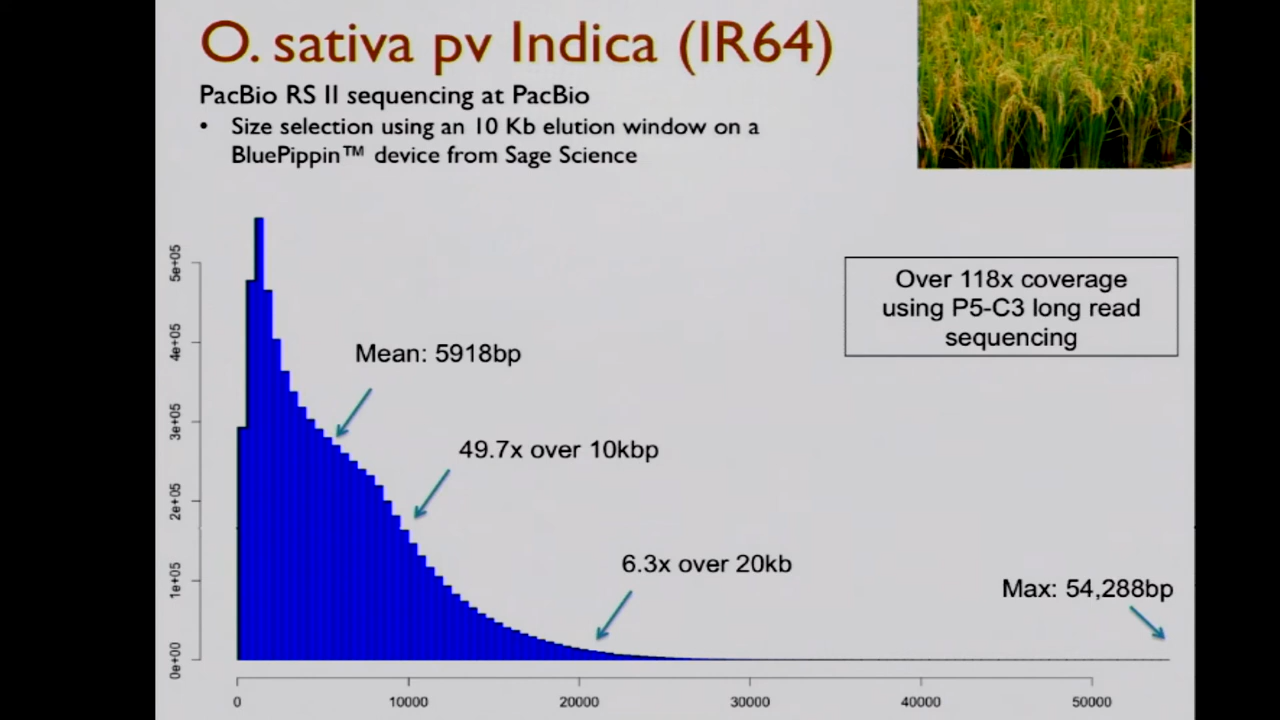 O. sativa pv Indica (IR64)
PacBio RS II sequencing at PacBio
• Size selection using an 10 Kb elution window on a
BluePippin™ device from Sage Science
Over 118x coverage
using P5-C3 long read
sequencing
Mean: 5918bp
49.7x over 10kbp
6.3x over 20kb
Max: 54,288bp
5e+05
4e+05
3e+05
2e+05
1e+05
0e+00
0 10000 20000 30000 40000 50000